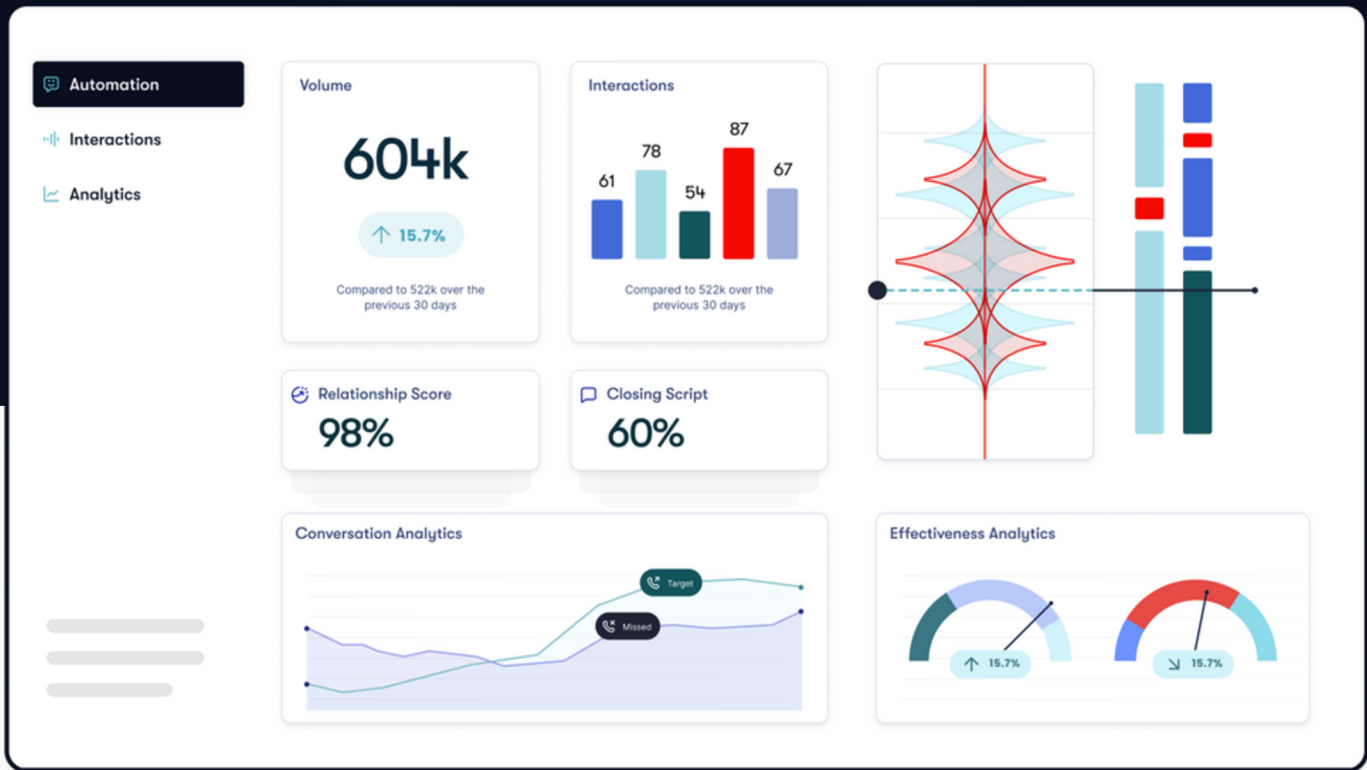 Automation
Interactions
Analytics
Volume
604k
15.7%
Compared to 522k over the
previous 30 days
Interactions
61
78
54
87
67
Compared to 522k over the
previous 30 days
Relationship Score
98%
Closing Script
60%
Conversation Analytics
Target
Missed
Effectiveness Analytics
15.7%
15.7%